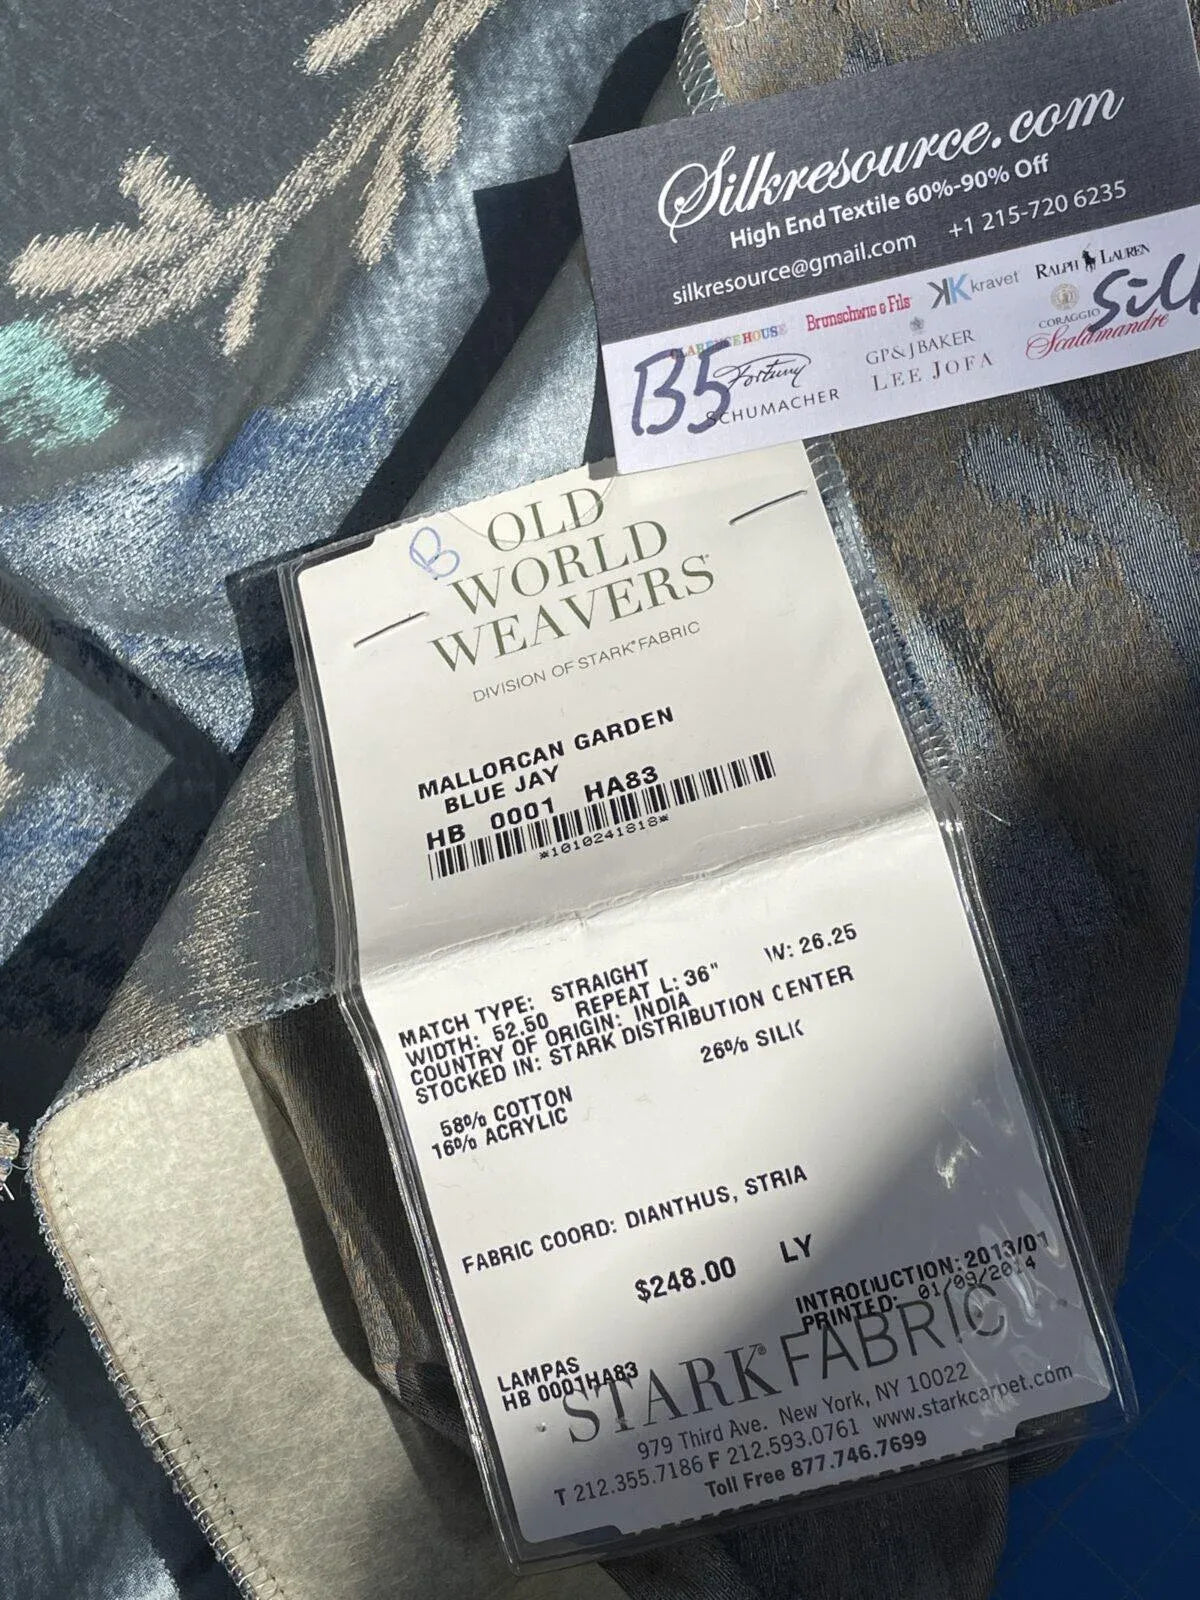 Silkresource.com
High End Textile 60%-90% Off
silkresource@gmail.com +1 215-720 6235
CLARENCE HOUSE Brunschwig & Fils kravet RALPH LAUREN
Fortuny GP & J BAKER CORAGGIO
SCHUMACHER LEE JOFA Scalamandre
B5
B
OLD
WORLD
WEAVERS
DIVISION OF STARK FABRIC
MALLORCAN GARDEN
BLUE JAY
HB 0001 HA83
*1010241818*
MATCH TYPE: STRAIGHT
WIDTH: 52.50 REPEAT L: 36" W: 26.25
COUNTRY OF ORIGIN: INDIA
STOCKED IN: STARK DISTRIBUTION CENTER
58% COTTON 26% SILK
16% ACRYLIC
FABRIC COORD: DIANTHUS, STRIA
$248.00 LY
INTRODUCTION: 2013/01
PRINTED: 01/09/2014
LAMPAS
HB 0001HA83
STARK FABRIC
979 Third Ave. New York, NY 10022
T 212.355.7186 F 212.593.0761 www.starkcarpet.com
Toll Free 877.746.7699